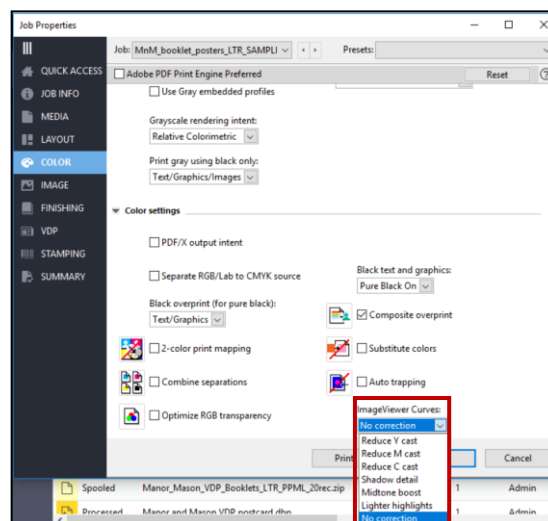 Job Properties
Job: MnM_booklet_posters_LTR_SAMPLI
Presets:
QUICK ACCESS
Adobe PDF Print Engine Preferred
Reset
JOB INFO
Use Gray embedded profiles
MEDIA
Grayscale rendering intent:
LAYOUT
Relative Colorimetric
COLOR
Print gray using black only:
IMAGE
Text/Graphics/Images
FINISHING
Color settings
VDP
PDF/X output intent
STAMPING
SUMMARY
Separate RGB/Lab to CMYK source
Black text and graphics:
Pure Black On
Black overprint (for pure black):
Text/Graphics
Composite overprint
2-color print mapping
Substitute colors
Combine separations
Auto trapping
Optimize RGB transparency
ImageViewer Curves:
No correction
Reduce Y cast
Reduce M cast
Reduce C cast
Shadow detail
Midtone boost
Lighter highlights
No correction
Print
Cancel
Spooled Manor_Mason_VDP_Booklets_LTR_PPML_20rec.zip 1 Admin
Processed Manor and Mason VDP postcard.dbp 1 Admin